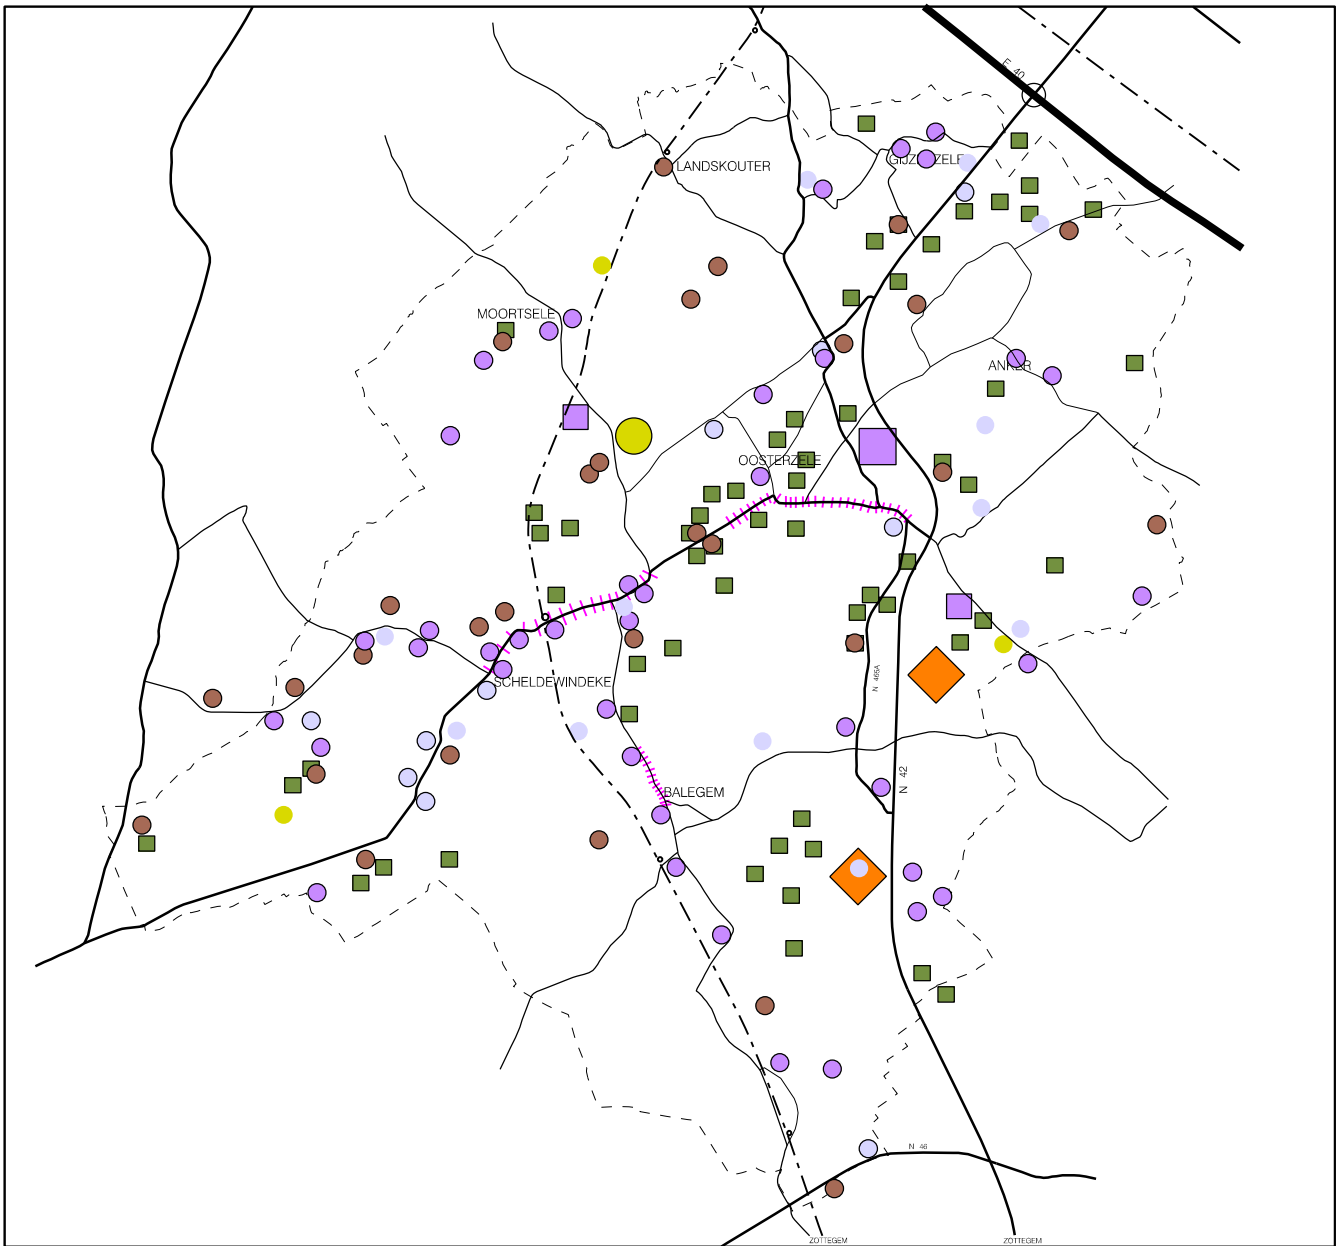 E 40
LANDSKOUTER
GIJZENZELE
MOORTSELE
ANKER
OOSTERZELE
N 465A
SCHELDEWINDEKE
N 42
BALEGEM
N 46
ZOTTEGEM
ZOTTEGEM